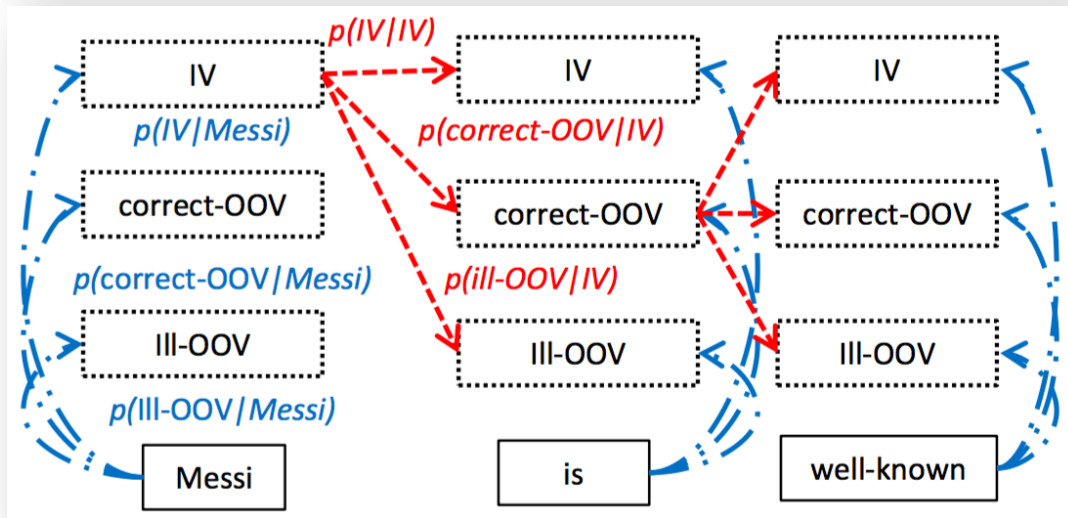 p(IV|IV)
IV IV IV
p(IV|Messi) p(correct-OOV|IV)
correct-OOV correct-OOV correct-OOV
p(correct-OOV|Messi) p(ill-OOV|IV)
Ill-OOV Ill-OOV Ill-OOV
p(Ill-OOV|Messi)
Messi is well-known